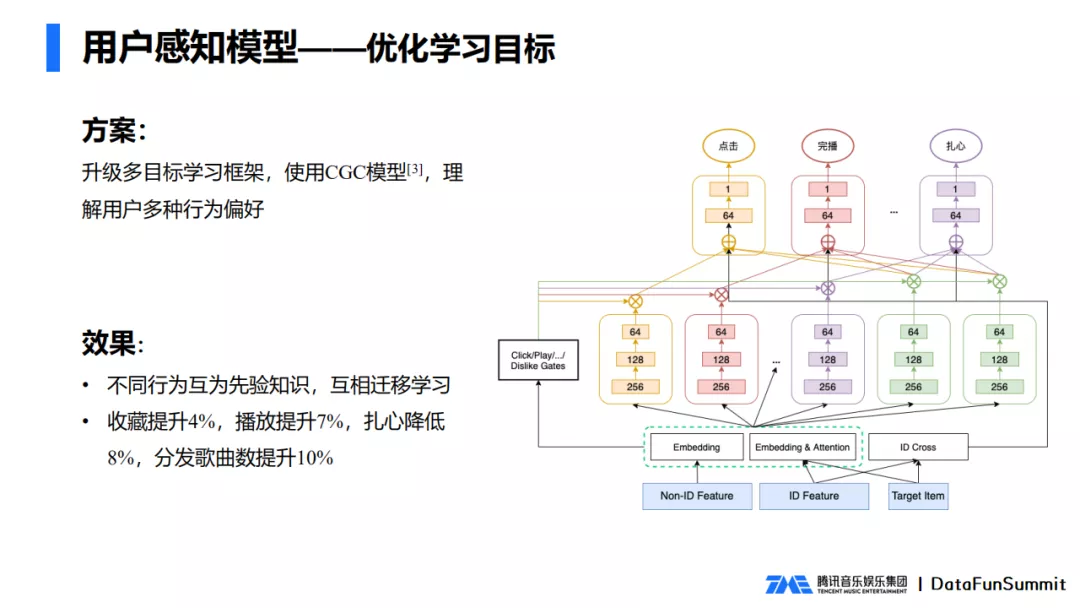 用户感知模型——优化学习目标
方案：
升级多目标学习框架，使用CGC模型[3]，理
解用户多种行为偏好
效果：
• 不同行为互为先验知识，互相迁移学习
• 收藏提升4%，播放提升7%，扎心降低
8%，分发歌曲数提升10%
点击
完播
扎心
1
1
1
64
64
...
64
64
64
64
64
64
Click/Play/.../
Dislike Gates
128
128
...
128
128
128
256
256
256
256
256
Embedding
Embedding & Attention
ID Cross
Non-ID Feature
ID Feature
Target Item
TME 腾讯音乐娱乐集团
TENCENT MUSIC ENTERTAINMENT
| DataFunSummit